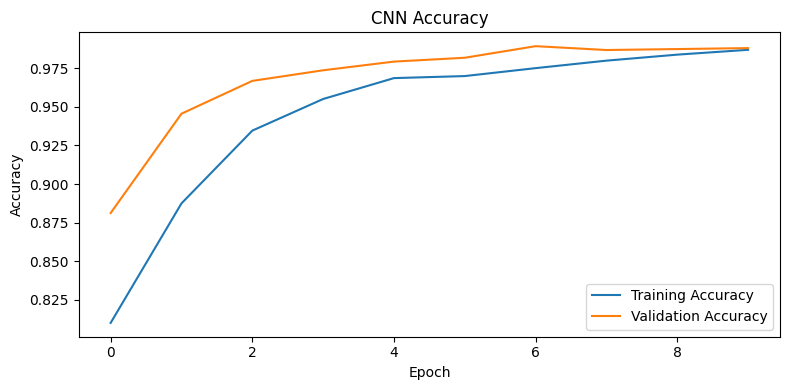 CNN Accuracy
Accuracy
0.975
0.950
0.925
0.900
0.875
0.850
0.825
Training Accuracy
Validation Accuracy
0 2 4 6 8
Epoch